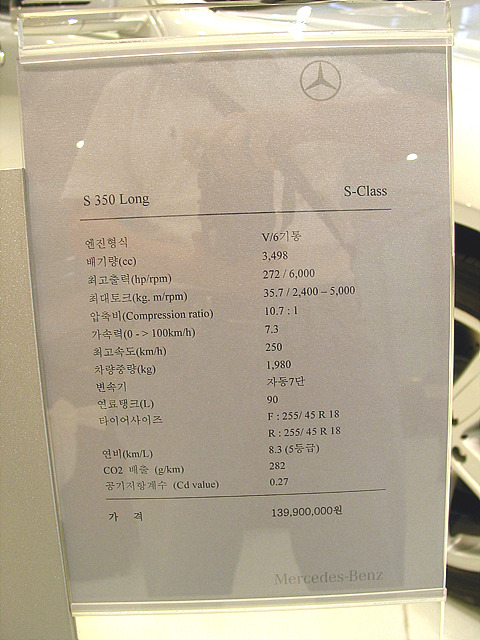 S 350 Long S-Class
엔진형식 V/6기통
배기량(cc) 3,498
최고출력(hp/rpm) 272 / 6,000
최대토크(kg. m/rpm) 35.7 / 2,400 – 5,000
압축비(Compression ratio) 10.7 : 1
가속력(0 - > 100km/h) 7.3
최고속도(km/h) 250
차량중량(kg) 1,980
변속기 자동7단
연료탱크(L) 90
타이어사이즈 F : 255/ 45 R 18
R : 255/ 45 R 18
연비(km/L) 8.3 (5등급)
CO2 배출 (g/km) 282
공기저항계수 (Cd value) 0.27
가 격 139,900,000원
Mercedes-Benz